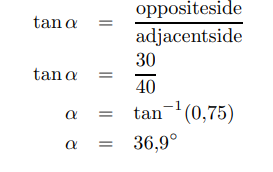 tan α = oppositeside / adjacentside
tan α = 30 / 40
α = tan⁻¹(0,75)
α = 36,9°